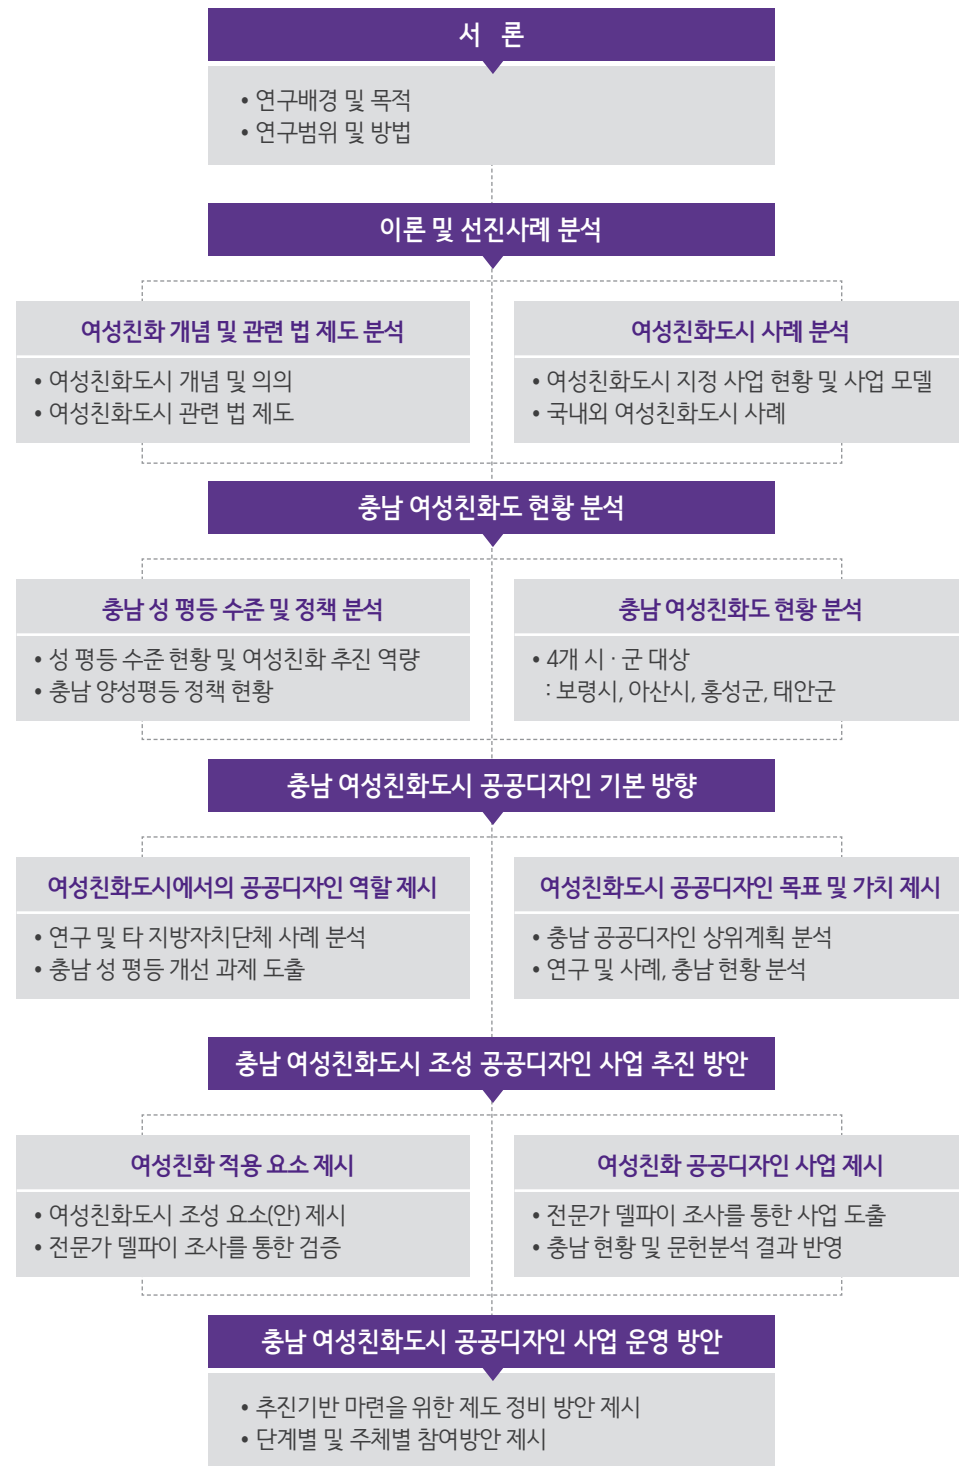 서 론
• 연구배경 및 목적
• 연구범위 및 방법
이론 및 선진사례 분석
여성친화 개념 및 관련 법 제도 분석
• 여성친화도시 개념 및 의의
• 여성친화도시 관련 법 제도
여성친화도시 사례 분석
• 여성친화도시 지정 사업 현황 및 사업 모델
• 국내외 여성친화도시 사례
충남 여성친화도 현황 분석
충남 성 평등 수준 및 정책 분석
• 성 평등 수준 현황 및 여성친화 추진 역량
• 충남 양성평등 정책 현황
충남 여성친화도 현황 분석
• 4개 시 · 군 대상
: 보령시, 아산시, 홍성군, 태안군
충남 여성친화도시 공공디자인 기본 방향
여성친화도시에서의 공공디자인 역할 제시
• 연구 및 타 지방자치단체 사례 분석
• 충남 성 평등 개선 과제 도출
여성친화도시 공공디자인 목표 및 가치 제시
• 충남 공공디자인 상위계획 분석
• 연구 및 사례, 충남 현황 분석
충남 여성친화도시 조성 공공디자인 사업 추진 방안
여성친화 적용 요소 제시
• 여성친화도시 조성 요소(안) 제시
• 전문가 델파이 조사를 통한 검증
여성친화 공공디자인 사업 제시
• 전문가 델파이 조사를 통한 사업 도출
• 충남 현황 및 문헌분석 결과 반영
충남 여성친화도시 공공디자인 사업 운영 방안
• 추진기반 마련을 위한 제도 정비 방안 제시
• 단계별 및 주체별 참여방안 제시